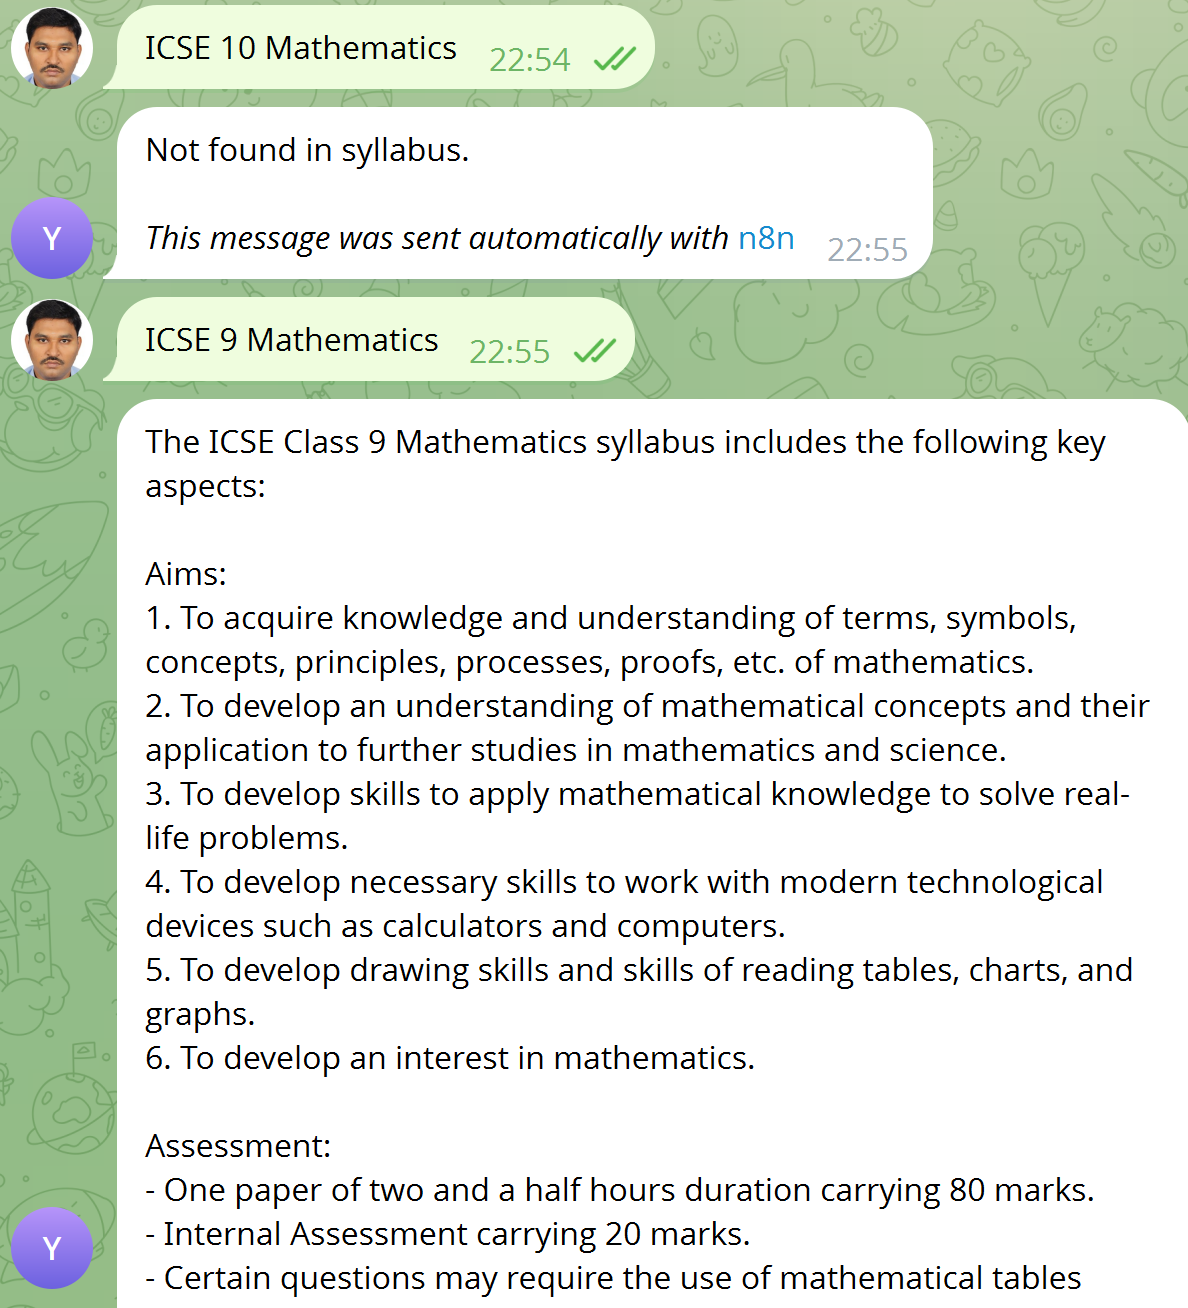 ICSE 10 Mathematics 22:54
Not found in syllabus.
Y
This message was sent automatically with n8n 22:55
ICSE 9 Mathematics 22:55
The ICSE Class 9 Mathematics syllabus includes the following key
aspects:
Aims:
1. To acquire knowledge and understanding of terms, symbols,
concepts, principles, processes, proofs, etc. of mathematics.
2. To develop an understanding of mathematical concepts and their
application to further studies in mathematics and science.
3. To develop skills to apply mathematical knowledge to solve real-
life problems.
4. To develop necessary skills to work with modern technological
devices such as calculators and computers.
5. To develop drawing skills and skills of reading tables, charts, and
graphs.
6. To develop an interest in mathematics.
Assessment:
- One paper of two and a half hours duration carrying 80 marks.
- Internal Assessment carrying 20 marks.
Y
- Certain questions may require the use of mathematical tables